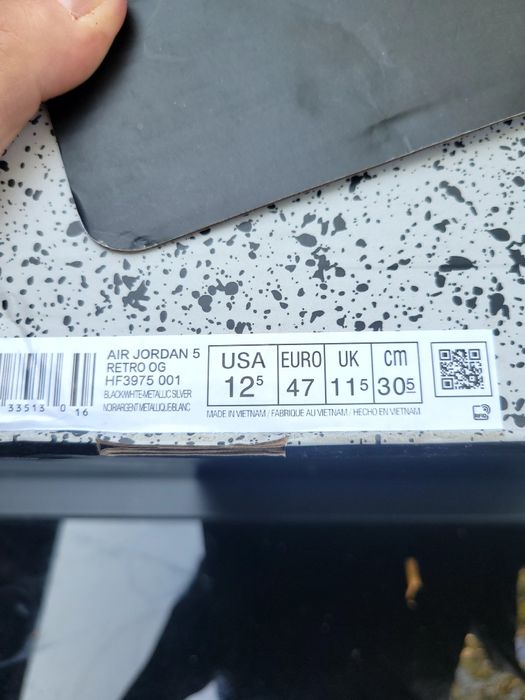 AIR JORDAN 5
RETRO OG
HF3975 001
BLACK/WHITE-METALLIC SILVER
NOIR/ARGENT METALLIQUE/BLANC
33513 0 16
USA
12⁵
EURO
47
UK
11⁵
cm
30⁵
MADE IN VIETNAM / FABRIQUE AU VIETNAM / HECHO EN VIETNAM